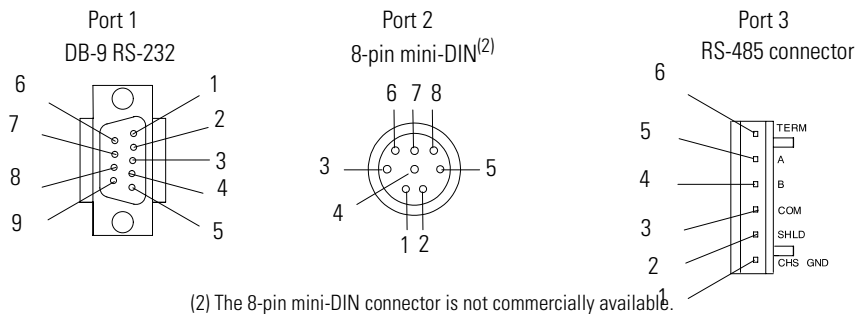 Port 1
DB-9 RS-232
6
1
7
2
8
3
9
4
5
Port 2
8-pin mini-DIN(2)
6 7 8
3
5
4
1 2
Port 3
RS-485 connector
6
TERM
5
A
4
B
3
COM
2
SHLD
1
CHS GND
(2) The 8-pin mini-DIN connector is not commercially available.